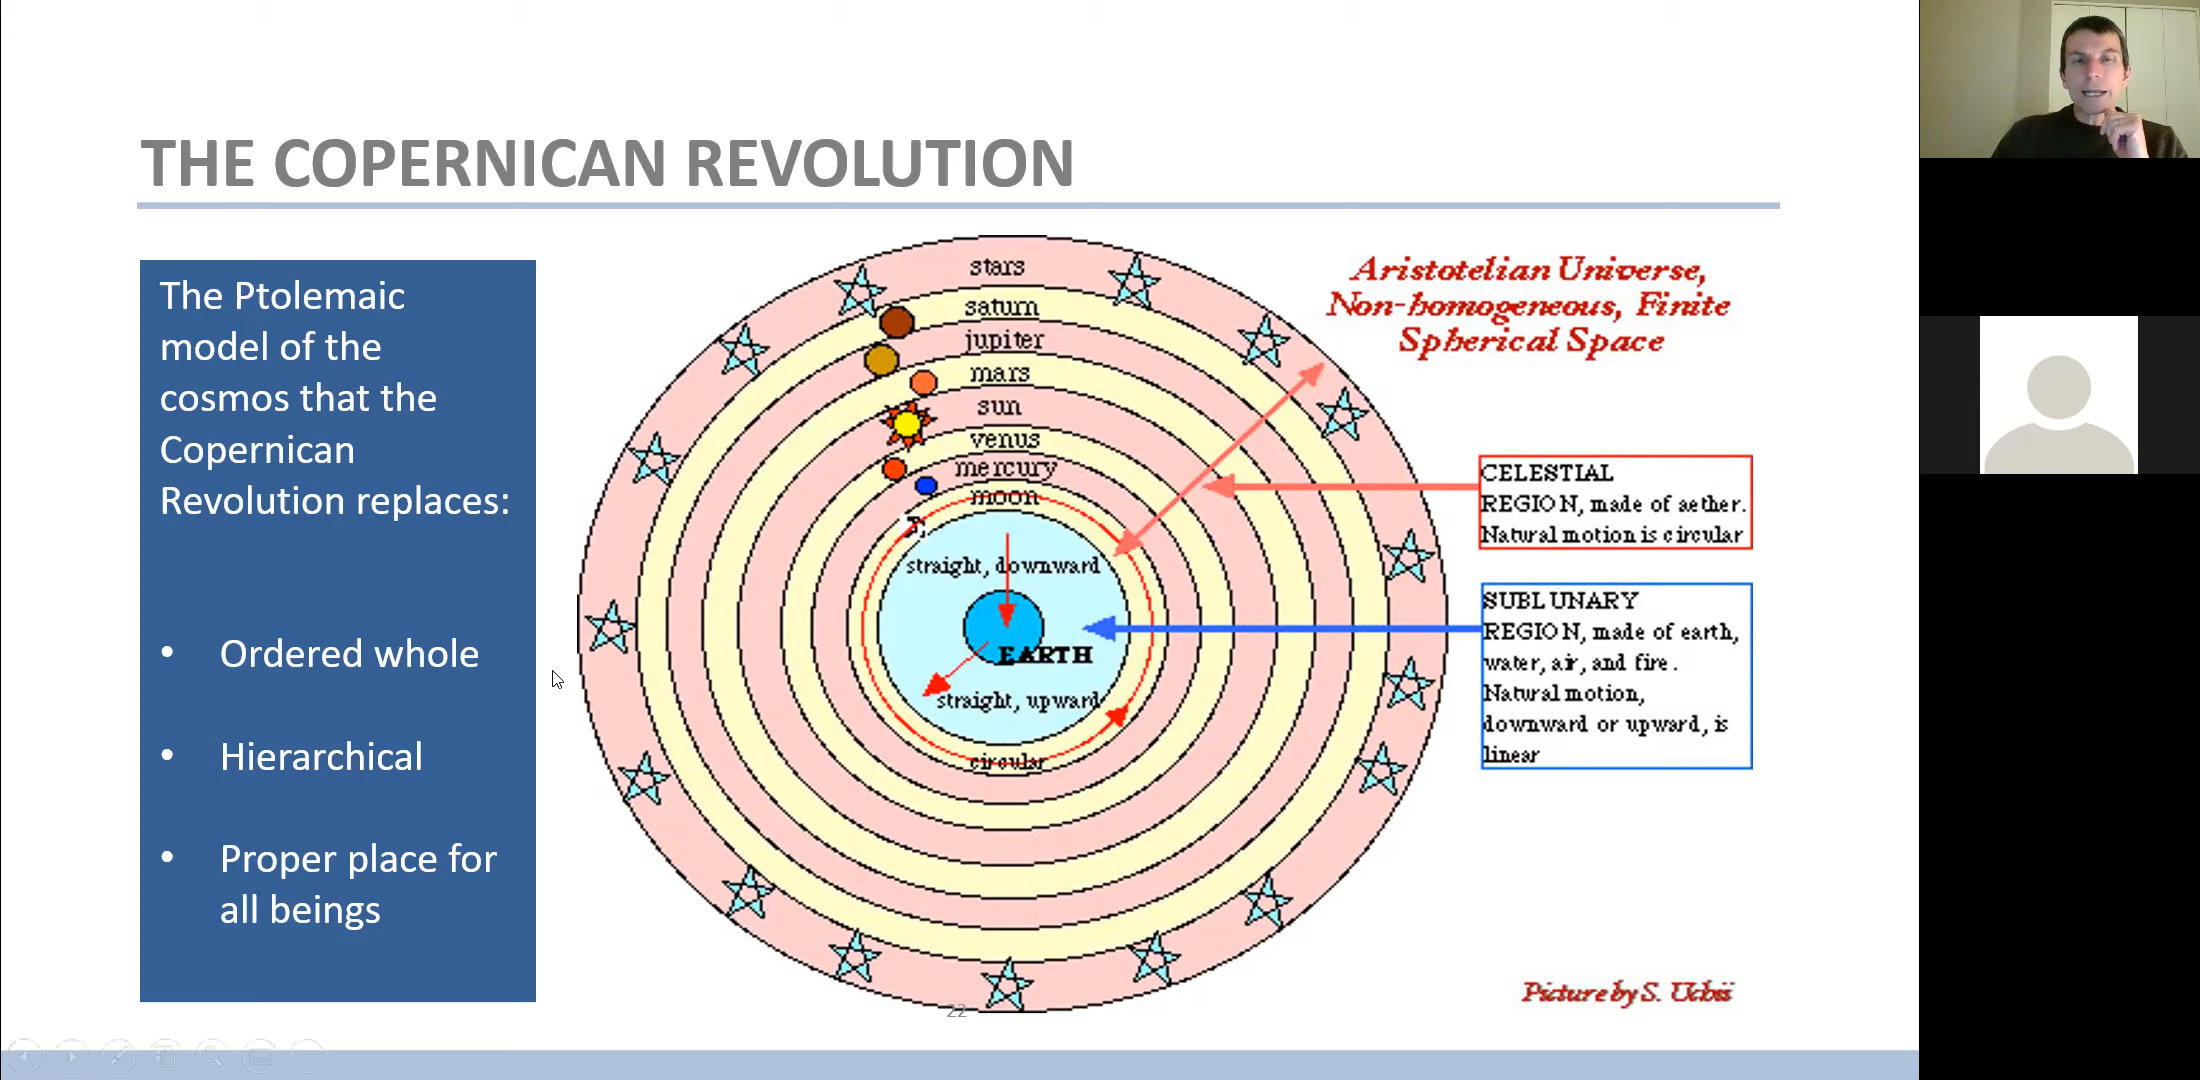 THE COPERNICAN REVOLUTION
The Ptolemaic
model of the
cosmos that the
Copernican
Revolution replaces:
• Ordered whole
• Hierarchical
• Proper place for
all beings
stars
saturn
jupiter
mars
sun
venus
mercury
moon
straight, downward
EARTH
straight, upward
circular
Aristotelian Universe,
Non-homogeneous, Finite
Spherical Space
CELESTIAL
REGION, made of aether.
Natural motion is circular
SUBLUNARY
REGION, made of earth,
water, air, and fire.
Natural motion,
downward or upward, is
linear
Picture by S. Uchii
22